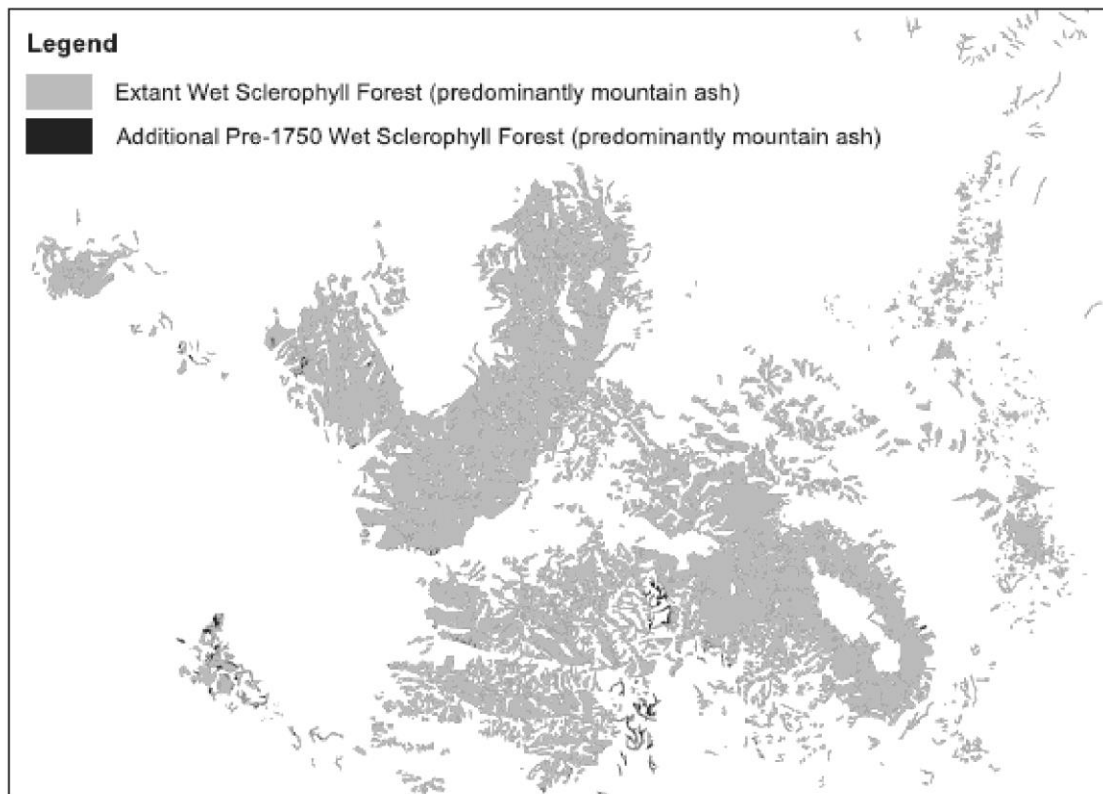 Legend
Extant Wet Sclerophyll Forest (predominantly mountain ash)
Additional Pre-1750 Wet Sclerophyll Forest (predominantly mountain ash)